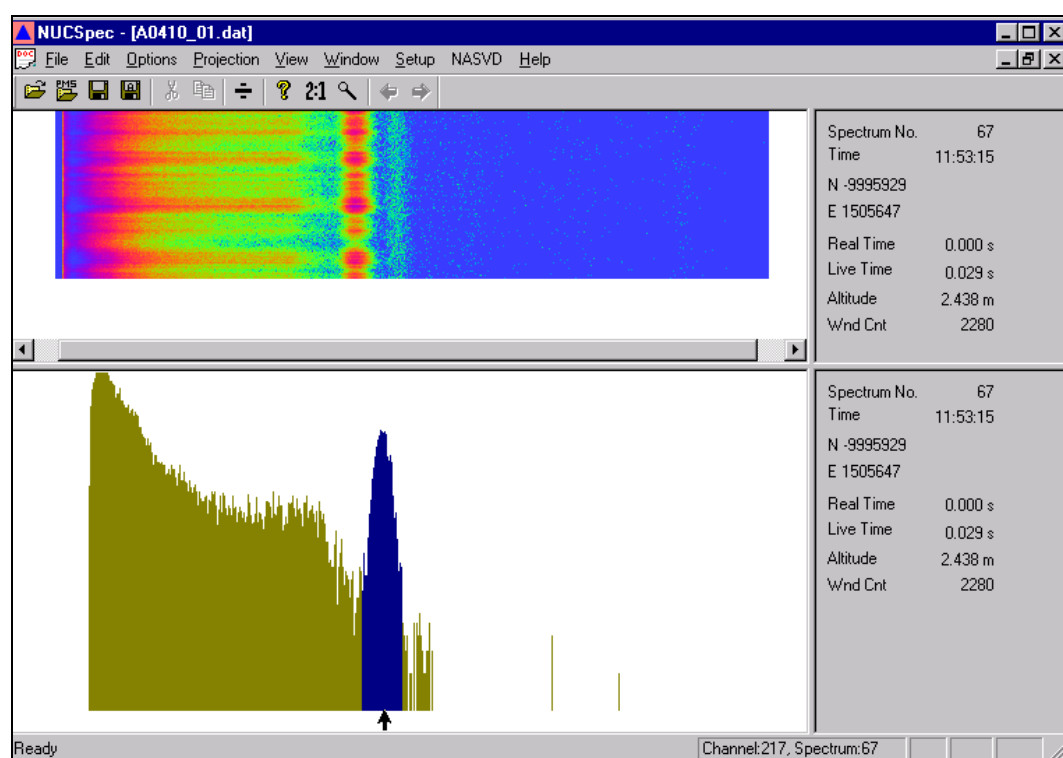 NUCSpec - [A0410_01.dat]
File Edit Options Projection View Window Setup NASVD Help
2:1
Spectrum No. 67
Time 11:53:15
N -9995929
E 1505647
Real Time 0.000 s
Live Time 0.029 s
Altitude 2.438 m
Wnd Cnt 2280
Spectrum No. 67
Time 11:53:15
N -9995929
E 1505647
Real Time 0.000 s
Live Time 0.029 s
Altitude 2.438 m
Wnd Cnt 2280
Ready Channel:217, Spectrum:67